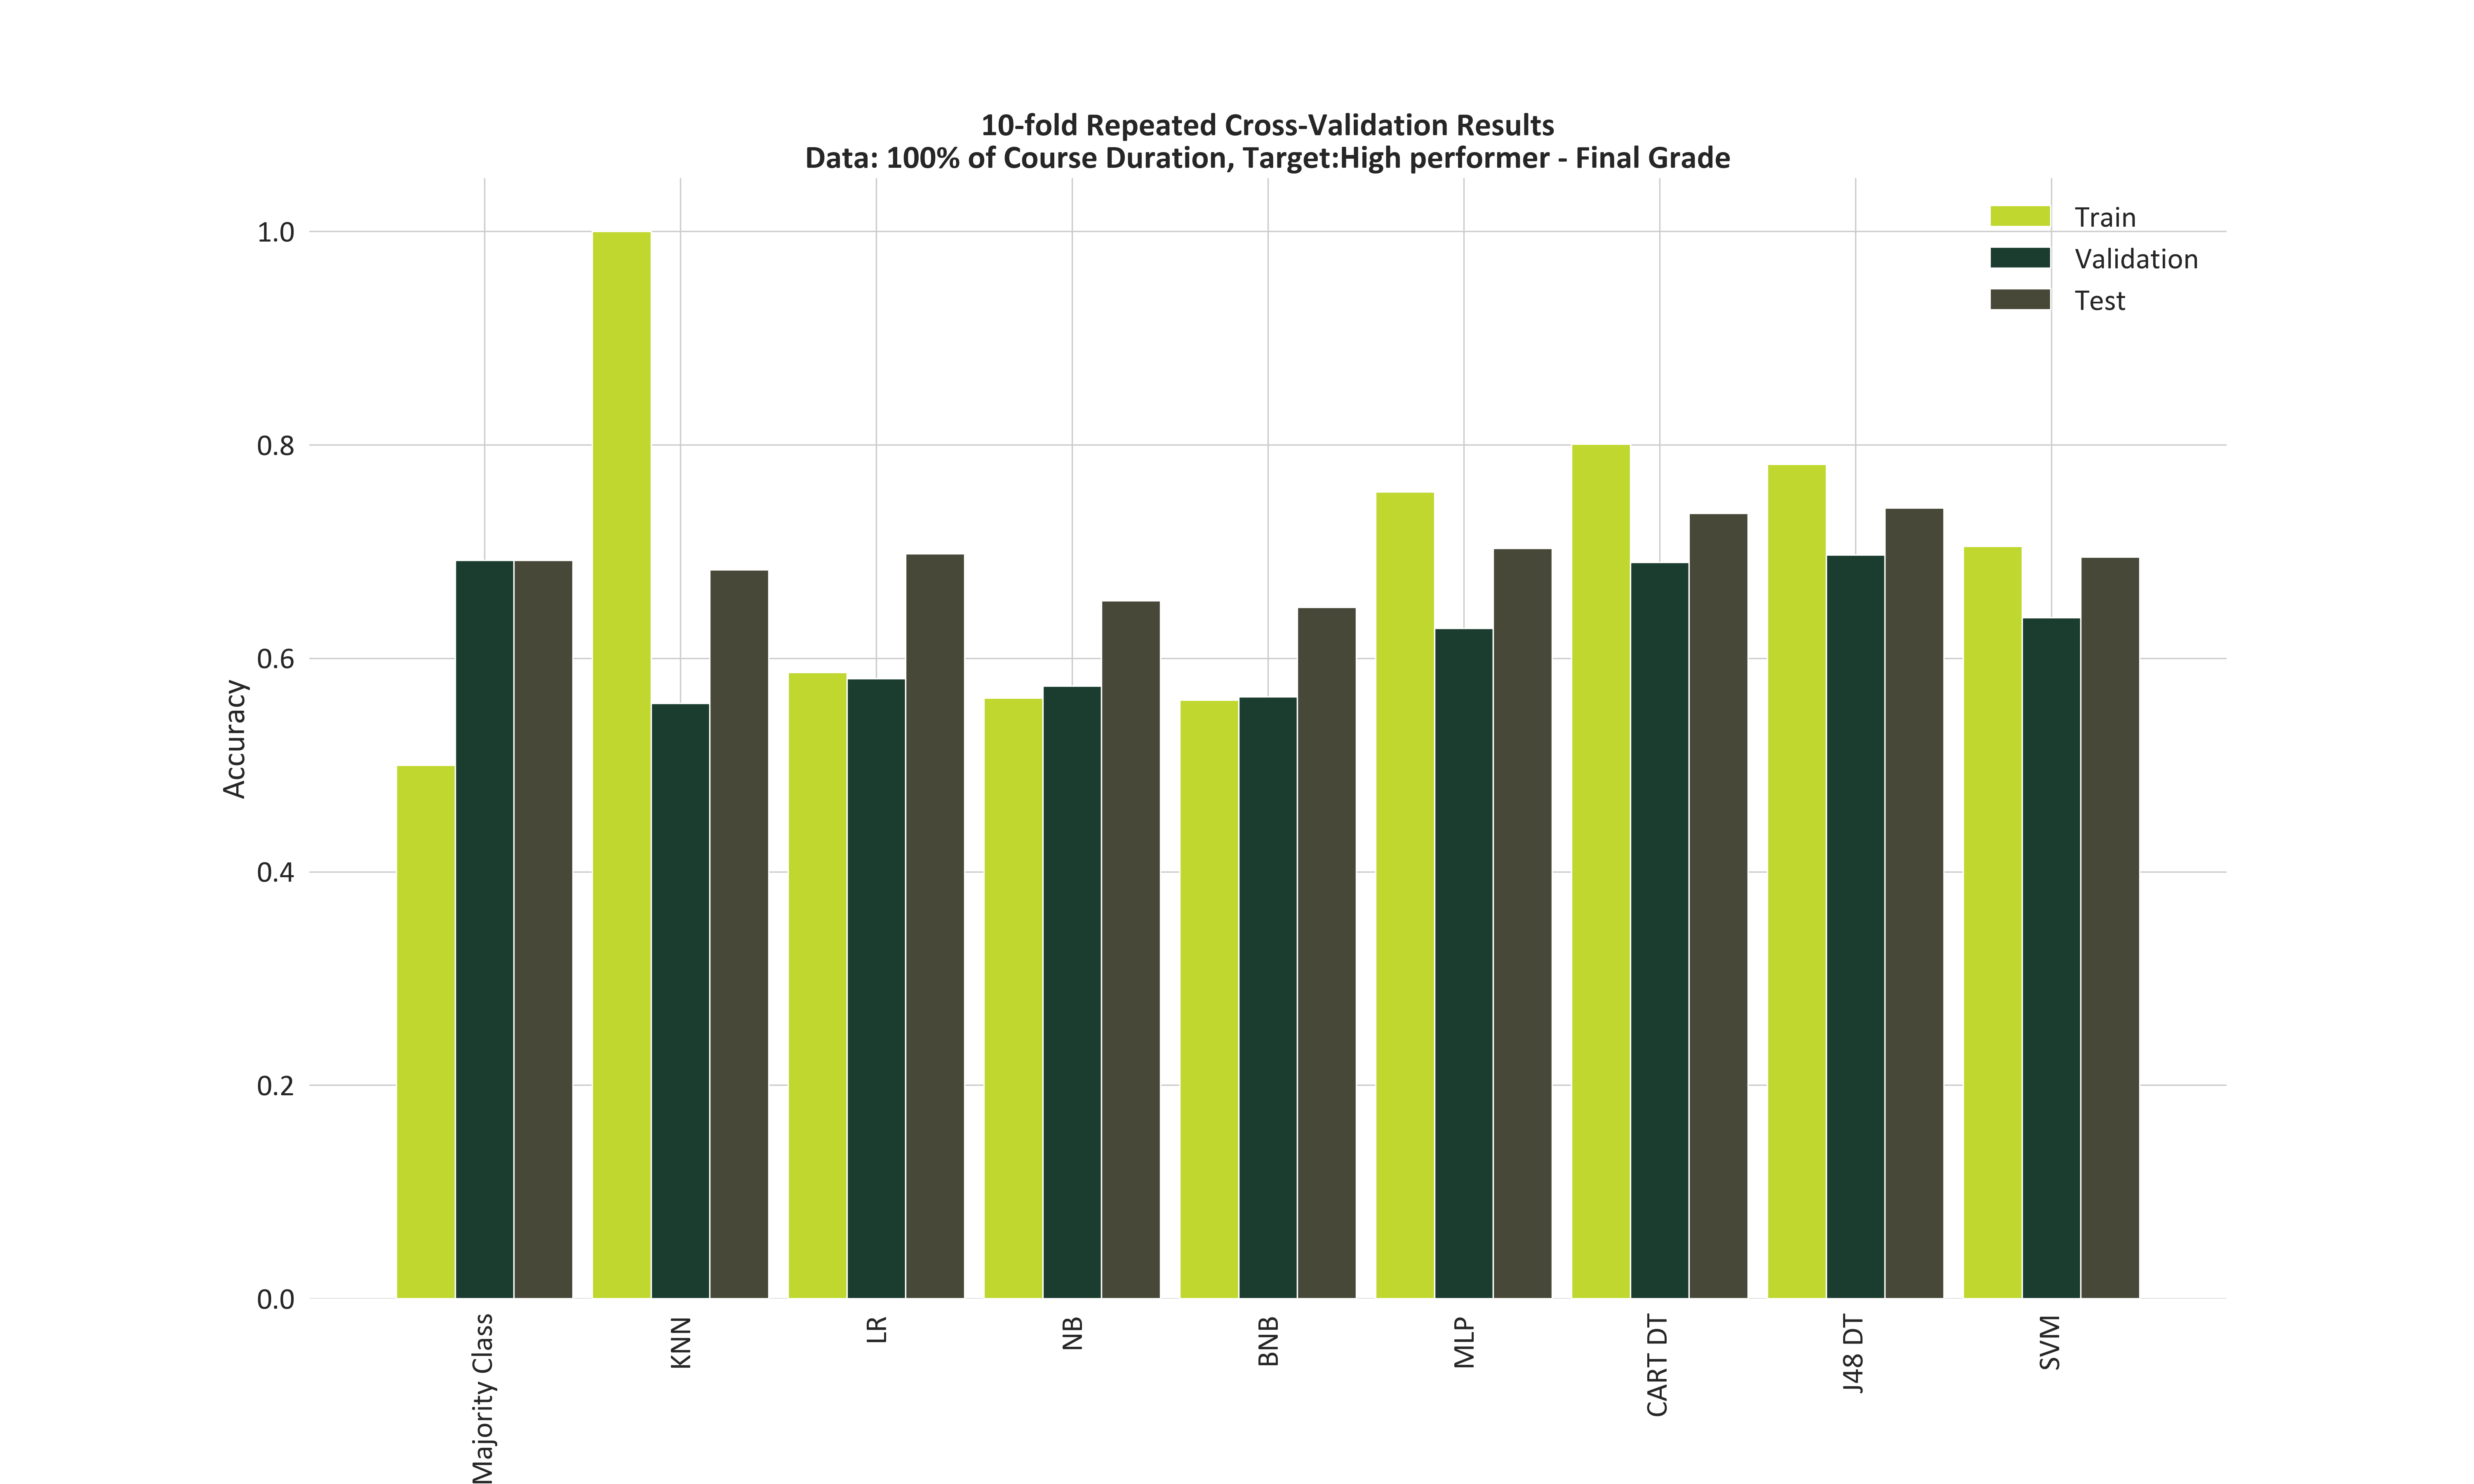 10-fold Repeated Cross-Validation Results
Data: 100% of Course Duration, Target:High performer - Final Grade
Train
Validation
Test
Accuracy
1.0
0.8
0.6
0.4
0.2
0.0
Majority Class
KNN
LR
NB
BNB
MLP
CART DT
J48 DT
SVM